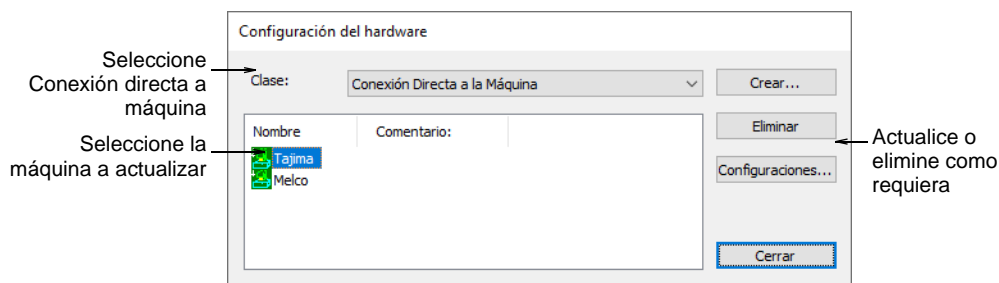 Configuración del hardware
Seleccione
Conexión directa a
máquina
Clase:
Conexión Directa a la Máquina
Crear...
Seleccione la
máquina a actualizar
Nombre
Comentario:
Tajima
Melco
Eliminar
Configuraciones...
Cerrar
Actualice o
elimine como
requiera